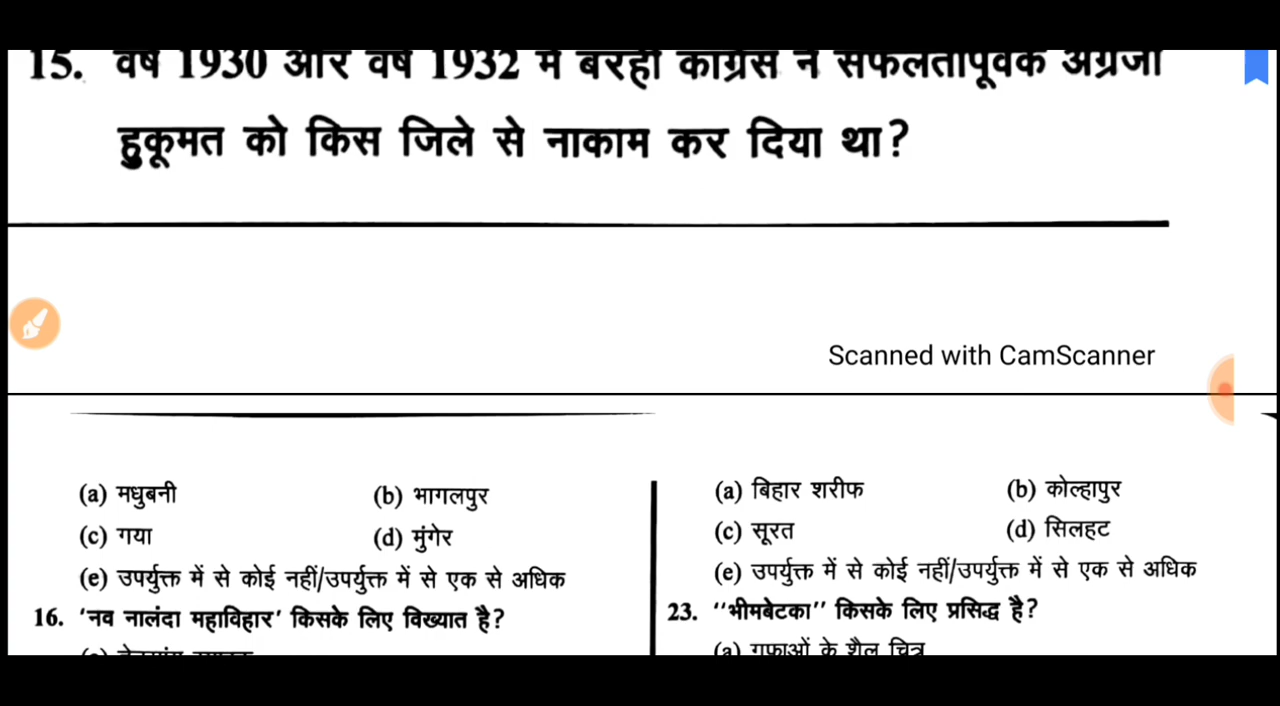 15. वर्ष 1930 और वर्ष 1932 में बरही कांग्रेस ने सफलतापूर्वक अंग्रेजी
हुकूमत को किस जिले से नाकाम कर दिया था?
Scanned with CamScanner
(a) मधुबनी (b) भागलपुर
(c) गया (d) मुंगेर
(e) उपर्युक्त में से कोई नहीं/उपर्युक्त में से एक से अधिक
16. ‘नव नालंदा महाविहार’ किसके लिए विख्यात है?
(a) बिहार शरीफ (b) कोल्हापुर
(c) सूरत (d) सिलहट
(e) उपर्युक्त में से कोई नहीं/उपर्युक्त में से एक से अधिक
23. ‘‘भीमबेटका’’ किसके लिए प्रसिद्ध है?
(a) गुफाओं के शैल चित्र